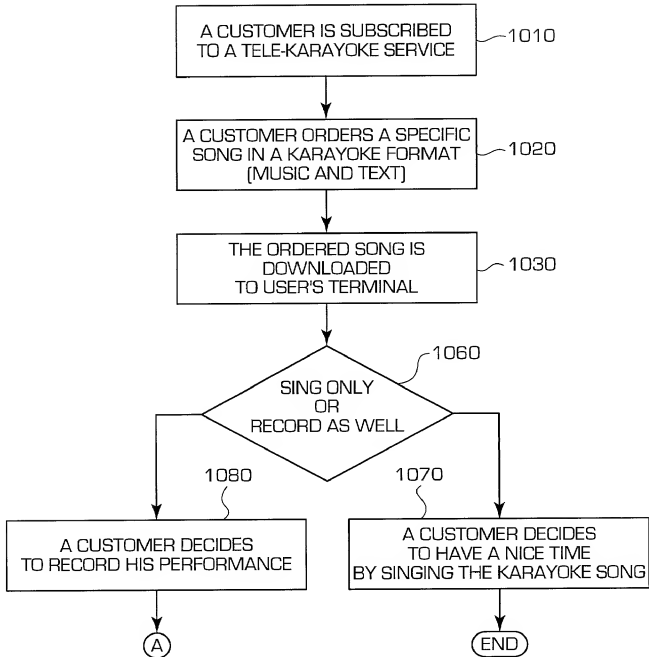 A CUSTOMER IS SUBSCRIBED
TO A TELE-KARAYOKE SERVICE
1010
A CUSTOMER ORDERS A SPECIFIC
SONG IN A KARAYOKE FORMAT
(MUSIC AND TEXT)
1020
THE ORDERED SONG IS
DOWNLOADED
TO USER'S TERMINAL
1030
1060
SING ONLY
OR
RECORD AS WELL
1080
A CUSTOMER DECIDES
TO RECORD HIS PERFORMANCE
1070
A CUSTOMER DECIDES
TO HAVE A NICE TIME
BY SINGING THE KARAYOKE SONG
A
END